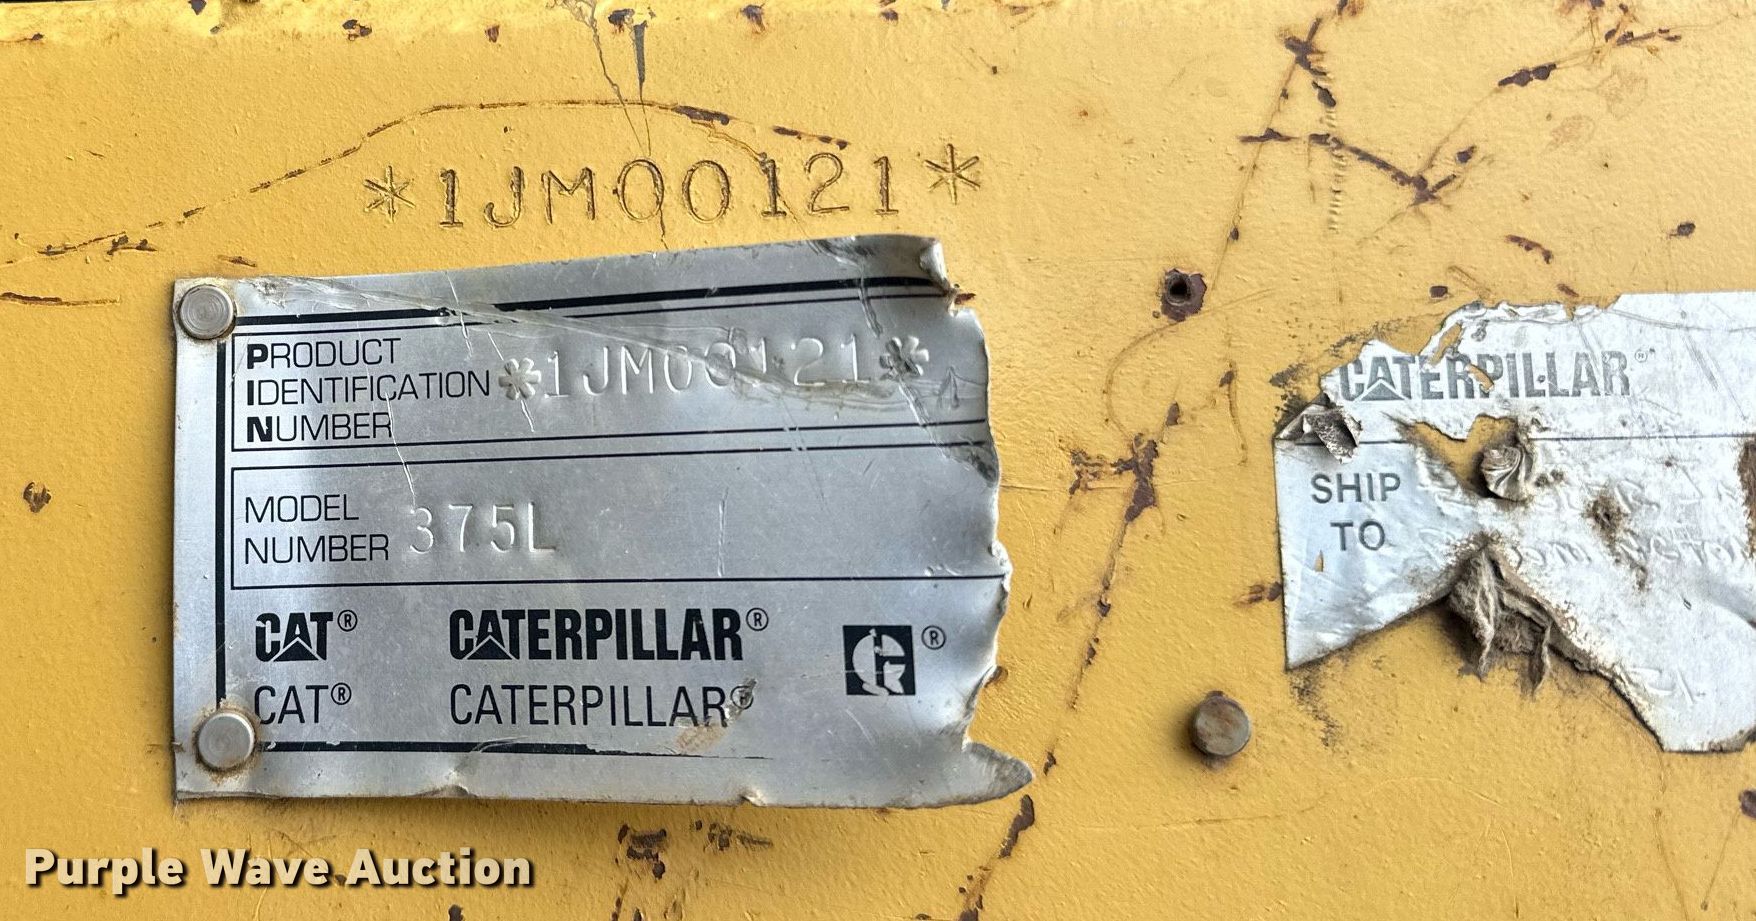 *1JM00121*
PRODUCT
IDENTIFICATION
NUMBER
*1JM00121*
MODEL
NUMBER
375L
CAT® CATERPILLAR® ®
CAT® CATERPILLAR®
CATERPILLAR®
SHIP
TO
Purple Wave Auction